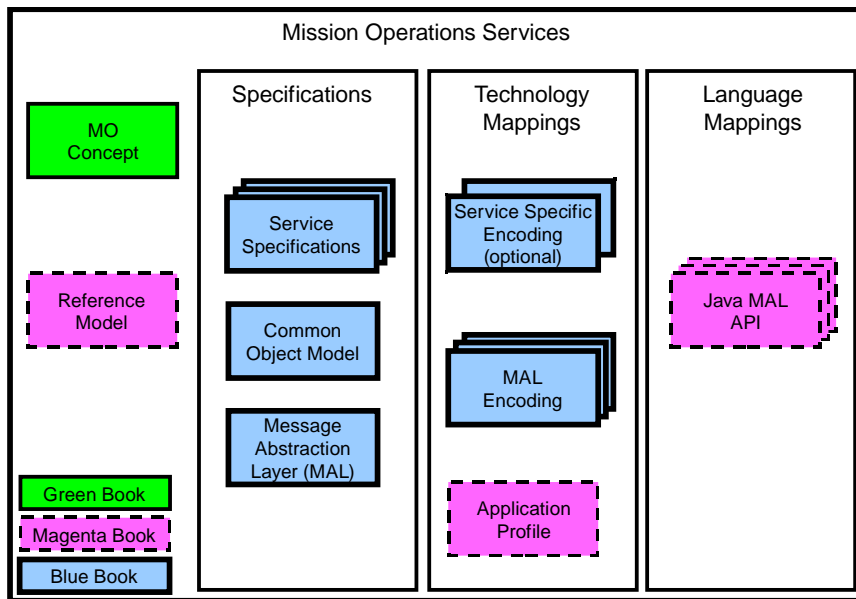 Mission Operations Services
MO
Concept
Reference
Model
Green Book
Magenta Book
Blue Book
Specifications
Service
Specifications
Common
Object Model
Message
Abstraction
Layer (MAL)
Technology
Mappings
Service Specific
Encoding
(optional)
MAL
Encoding
Application
Profile
Language
Mappings
Java MAL
API